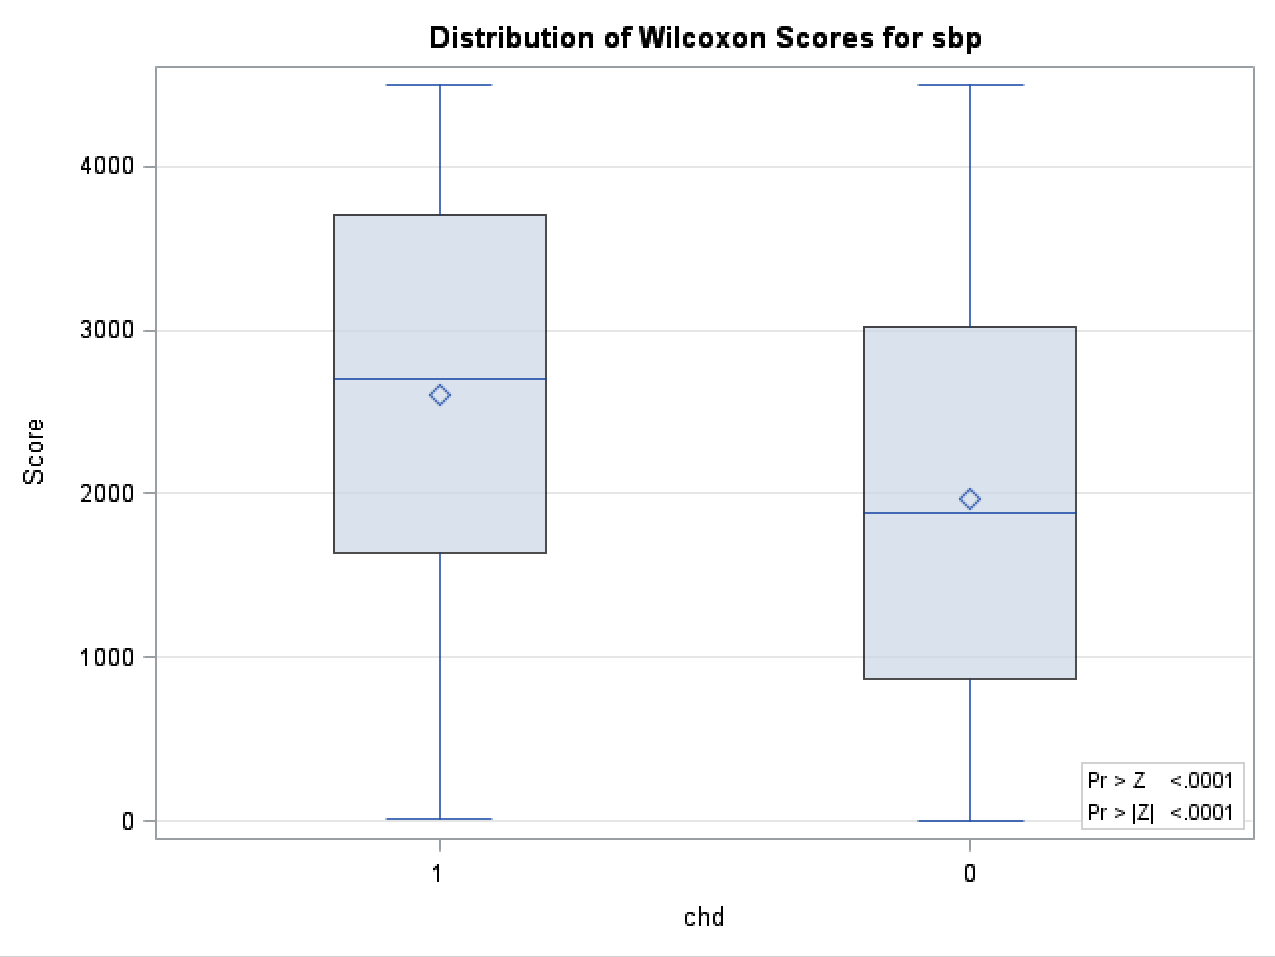 Distribution of Wilcoxon Scores for sbp
4000
3000
2000
1000
0
Score
Pr > Z <.0001
Pr > |Z| <.0001
1 0
chd